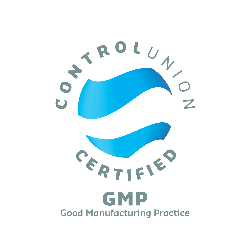 CONTROLUNION
CERTIFIED
GMP
Good Manufacturing Practice